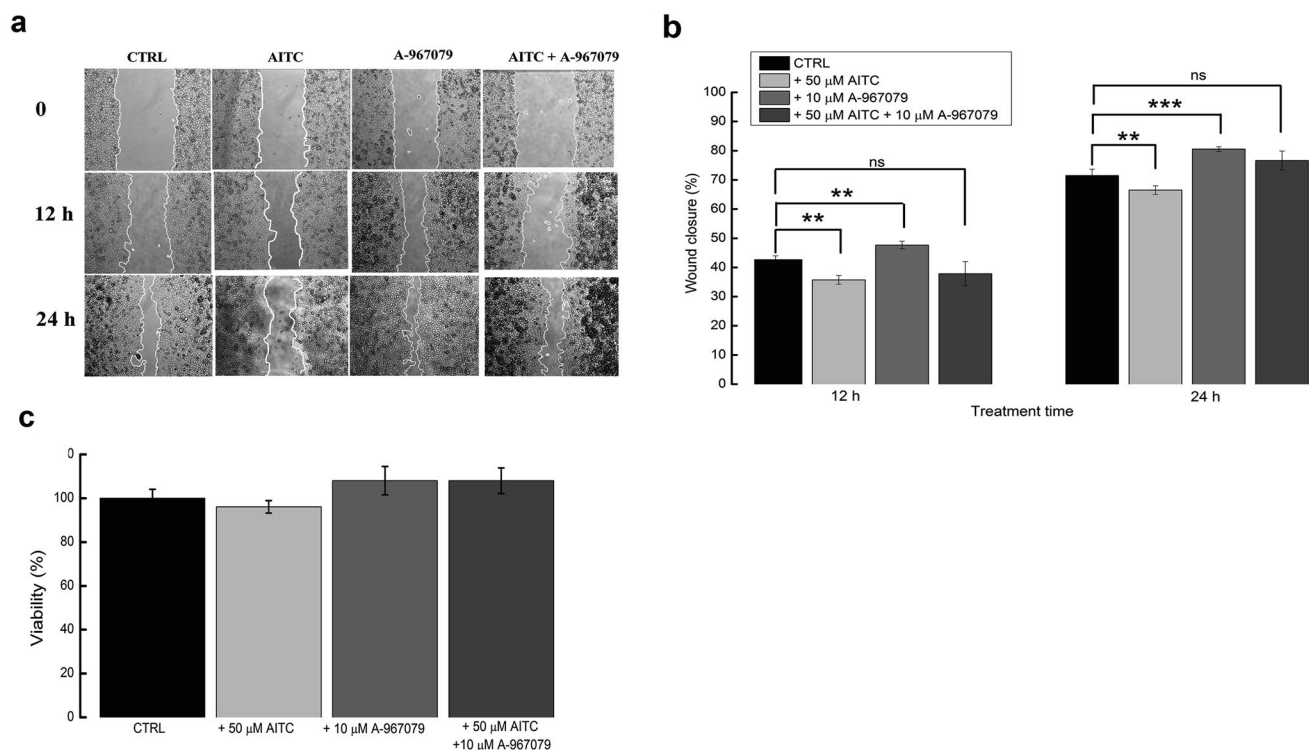 a
CTRL AITC A-967079 AITC + A-967079
0
12 h
24 h
b
CTRL
+ 50 μM AITC
+ 10 μM A-967079
+ 50 μM AITC + 10 μM A-967079
ns
***
**
ns
**
**
100
90
80
70
60
50
40
30
20
10
0
Wound closure (%)
12 h 24 h
Treatment time
c
0
100
80
60
40
20
0
Viability (%)
CTRL + 50 μM AITC + 10 μM A-967079 + 50 μM AITC
+10 μM A-967079